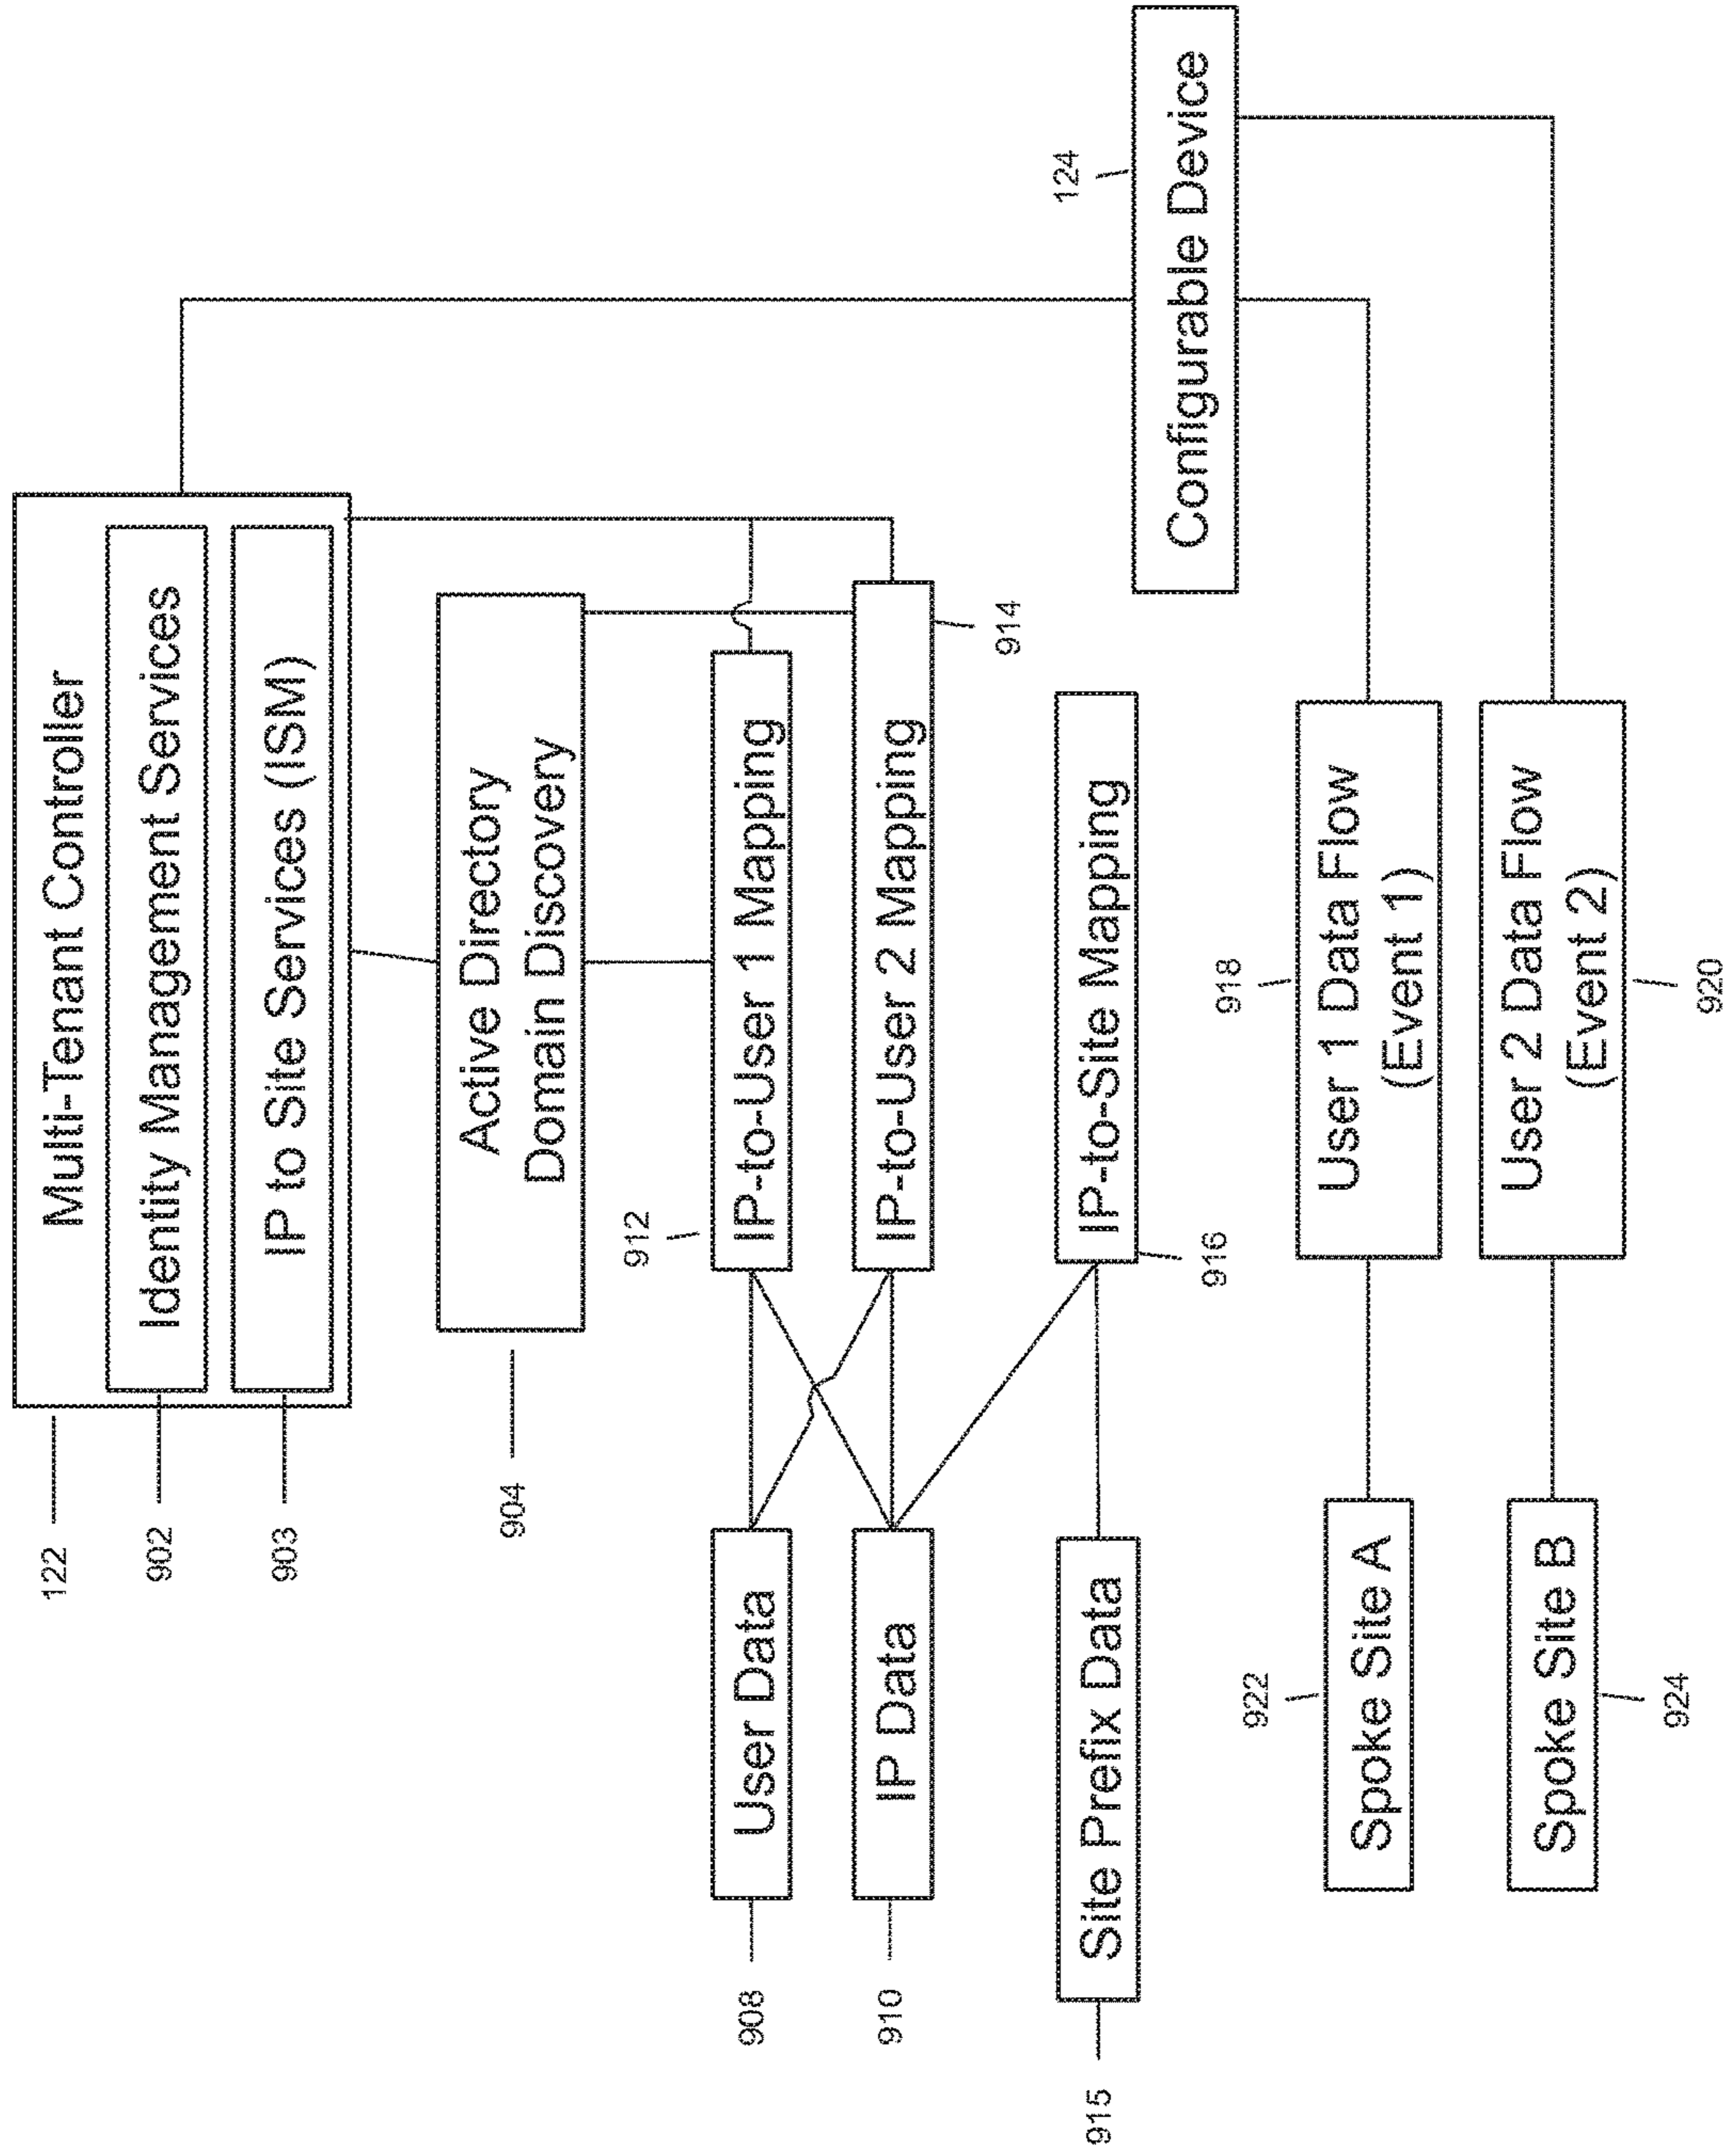 122
Multi-Tenant Controller
902
Identity Management Services
903
IP to Site Services (ISM)
904
Active Directory
Domain Discovery
908
User Data
912
IP-to-User 1 Mapping
910
IP Data
IP-to-User 2 Mapping
914
915
Site Prefix Data
IP-to-Site Mapping
916
124
Configurable Device
922
Spoke Site A
918
User 1 Data Flow
(Event 1)
Spoke Site B
924
User 2 Data Flow
(Event 2)
920